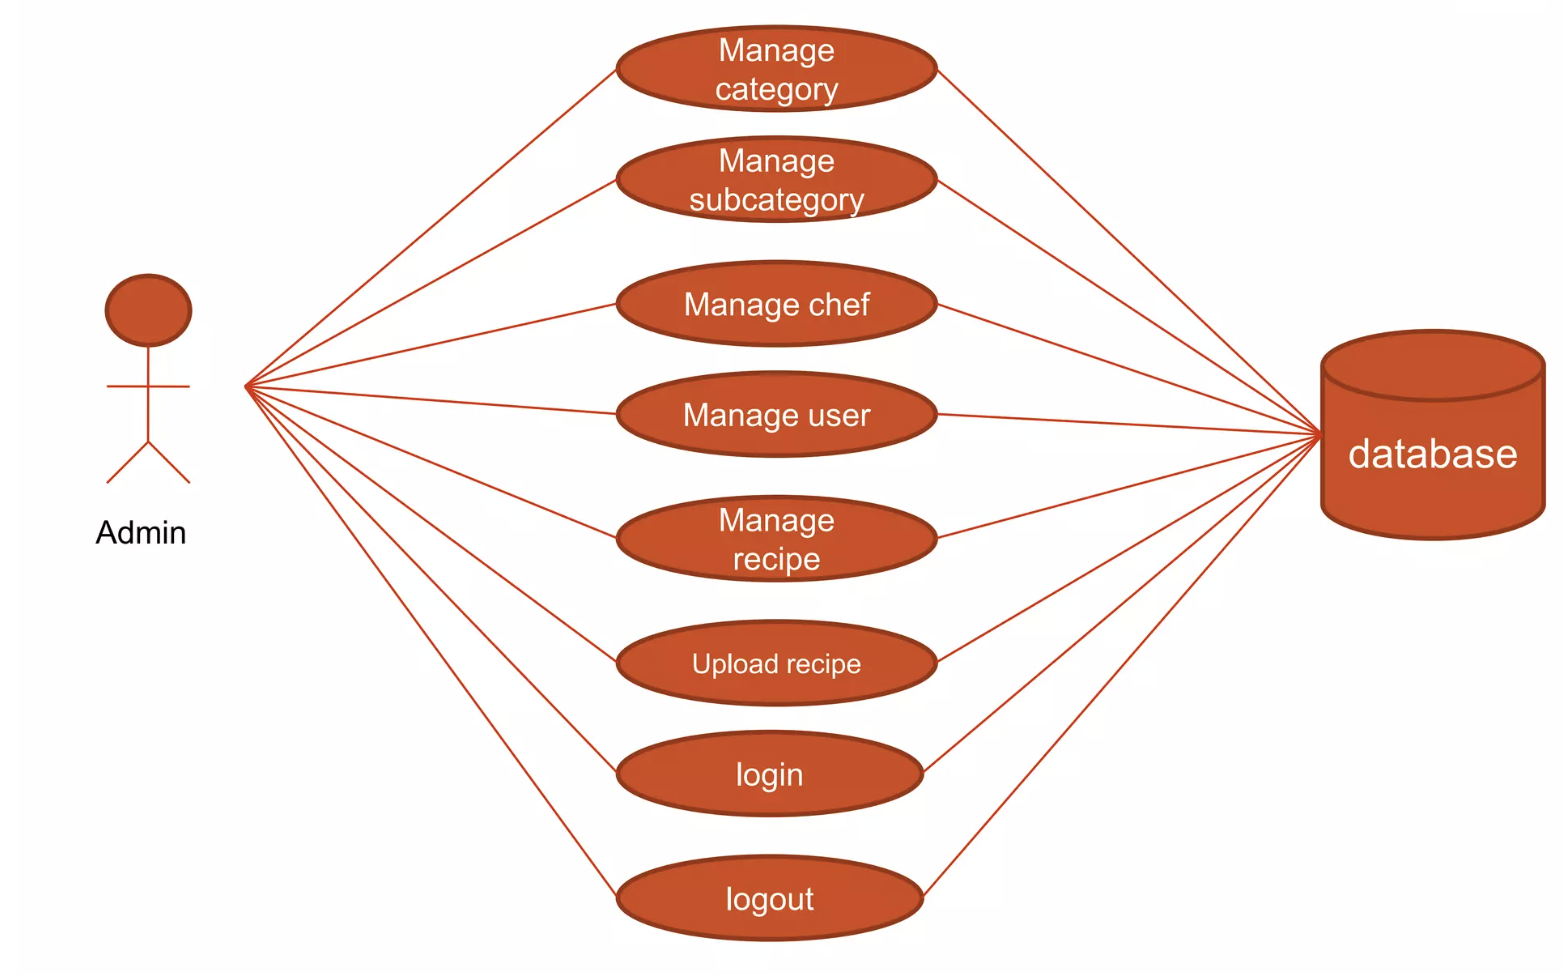 Manage
category
Manage
subcategory
Manage chef
Manage user
Manage
recipe
Upload recipe
login
logout
Admin
database